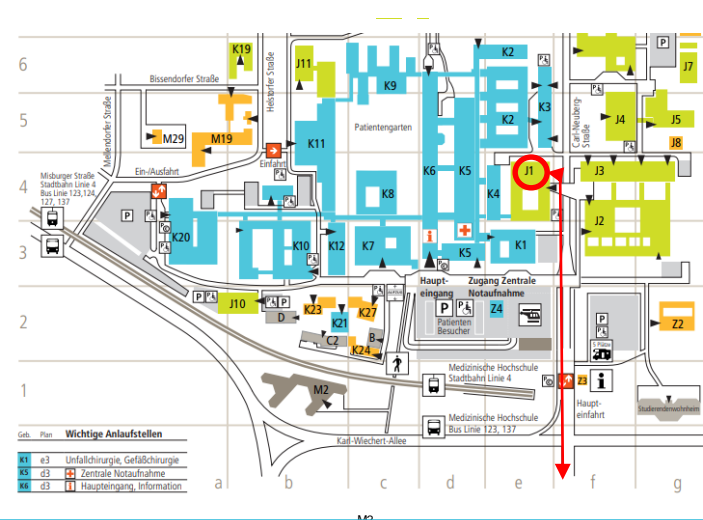 6
K19
J11
K9
K2
J7
Bissendorfer Straße
Helstorfer Straße
Mellendorfer Straße
5
M29
M19
K11
Patientengarten
K6
K5
K2
K3
Carl-Neuberg-
Straße
J4
J5
J8
Ein-/Ausfahrt
Einfahrt
4
Misburger Straße
Stadtbahn Linie 4
Bus Linie 123,124,
127, 137
P
K8
K4
J1
J3
J2
3
K20
K10
K12
K7
K5
K1
Haupt-
eingang
Zugang Zentrale
Notaufnahme
2
P
J10
P
D
K23
K21
K27
C2
B
K24
P
Patienten
Besucher
Z4
P
5 Plätze
Z2
1
M2
Medizinische Hochschule
Stadtbahn Linie 4
Z3
i
Haupt-
einfahrt
Studierendenwohnheim
Medizinische Hochschule
Bus Linie 123, 137
Karl-Wiechert-Allee
Geb. Plan Wichtige Anlaufstellen
K1 e3 Unfallchirurgie, Gefäßchirurgie
K5 d3 Zentrale Notaufnahme
K6 d3 i Haupteingang, Information
a b c d e f g